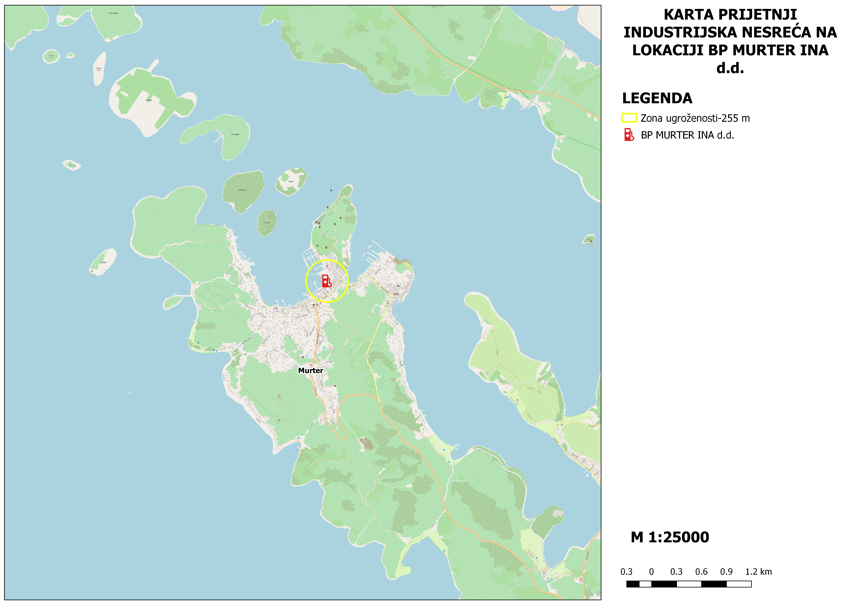 KARTA PRIJETNJI
INDUSTRIJSKA NESREĆA NA
LOKACIJI BP MURTER INA
d.d.
LEGENDA
Zona ugroženosti-255 m
BP MURTER INA d.d.
Murter
M 1:25000
0.3 0 0.3 0.6 0.9 1.2 km